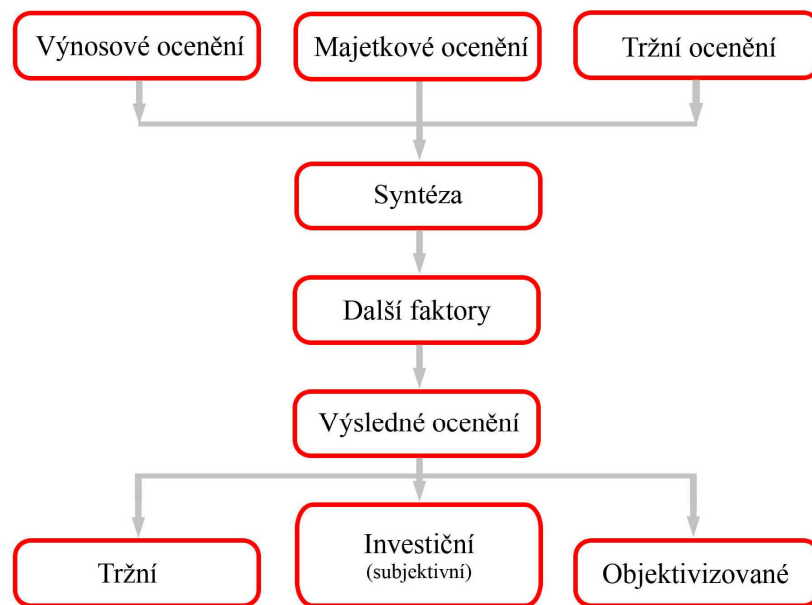 Výnosové ocenění
Majetkové ocenění
Tržní ocenění
Syntéza
Další faktory
Výsledné ocenění
Tržní
Investiční
(subjektivní)
Objektivizované